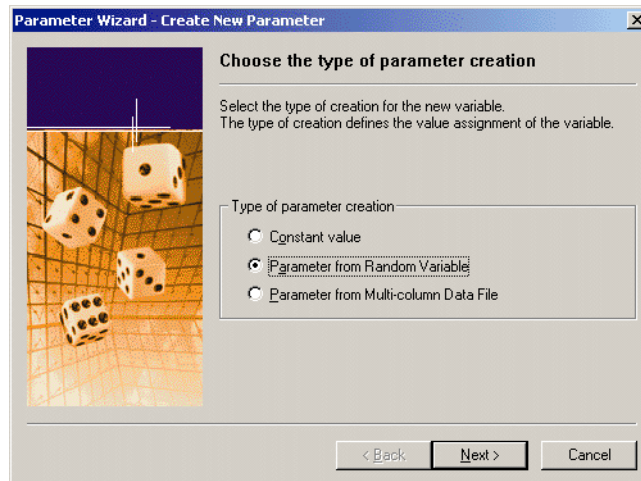 Parameter Wizard - Create New Parameter
Choose the type of parameter creation
Select the type of creation for the new variable.
The type of creation defines the value assignment of the variable.
Type of parameter creation
Constant value
Parameter from Random Variable
Parameter from Multi-column Data File
< Back
Next >
Cancel